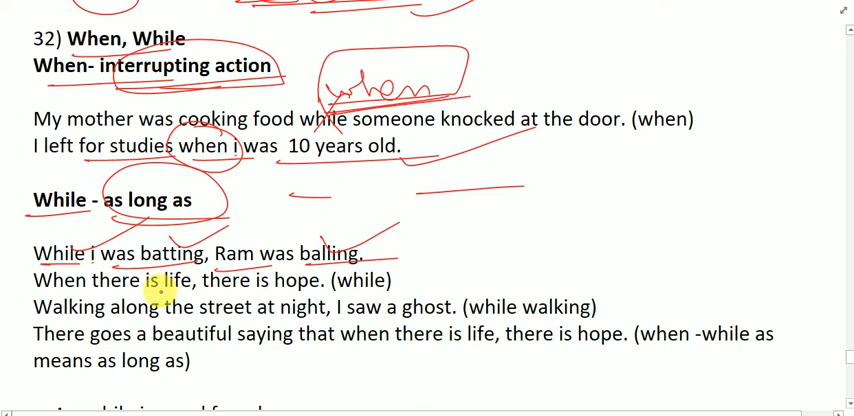 32) When, While
When- interrupting action
when
My mother was cooking food while someone knocked at the door. (when)
I left for studies when i was 10 years old.
While - as long as
While i was batting, Ram was balling.
When there is life, there is hope. (while)
Walking along the street at night, I saw a ghost. (while walking)
There goes a beautiful saying that when there is life, there is hope. (when -while as
means as long as)